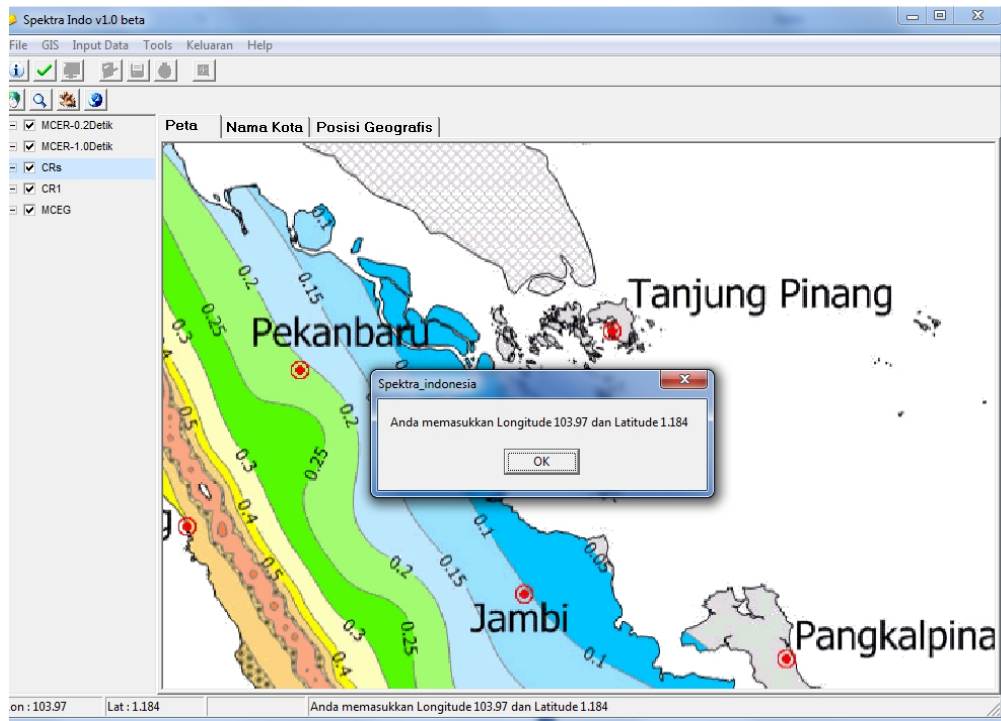 Spektra Indo v1.0 beta
File GIS Input Data Tools Keluaran Help
MCER-0.2Detik
MCER-1.0Detik
CRs
CR1
MCEG
Peta Nama Kota Posisi Geografis
0.1
Tanjung Pinang
0.2
0.15
0.25
0.3
Pekanbaru
0.4
Spektra_indonesia
Anda memasukkan Longitude 103.97 dan Latitude 1.184
OK
0.5
0.2
0.3
0.25
0.4
0.1
0.05
0.5
0.2
0.15
Jambi
0.3
0.25
0.1
Pangkalpina
0.4
on : 103.97 Lat : 1.184 Anda memasukkan Longitude 103.97 dan Latitude 1.184